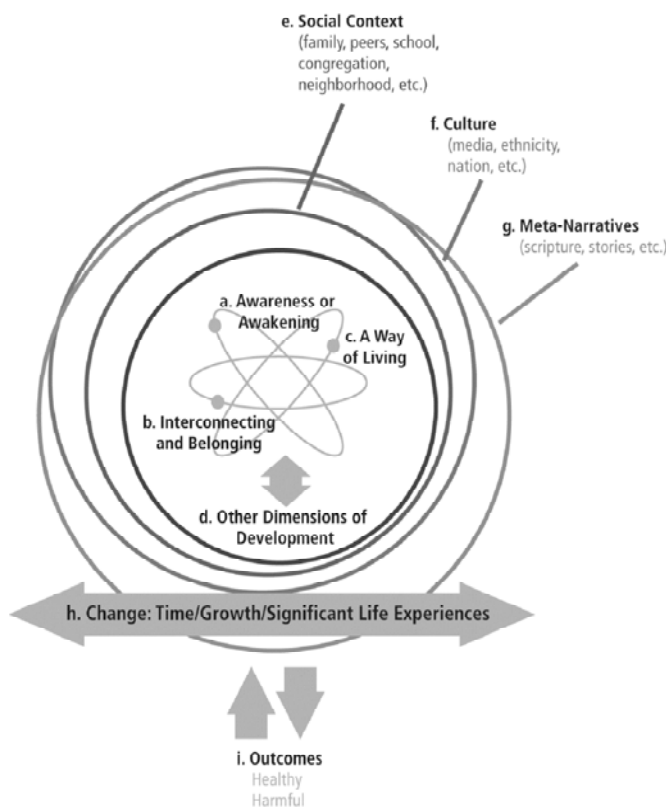 e. Social Context
(family, peers, school,
congregation,
neighborhood, etc.)
f. Culture
(media, ethnicity,
nation, etc.)
g. Meta-Narratives
(scripture, stories, etc.)
a. Awareness or
Awakening
c. A Way
of Living
b. Interconnecting
and Belonging
d. Other Dimensions of
Development
h. Change: Time/Growth/Significant Life Experiences
i. Outcomes
Healthy
Harmful